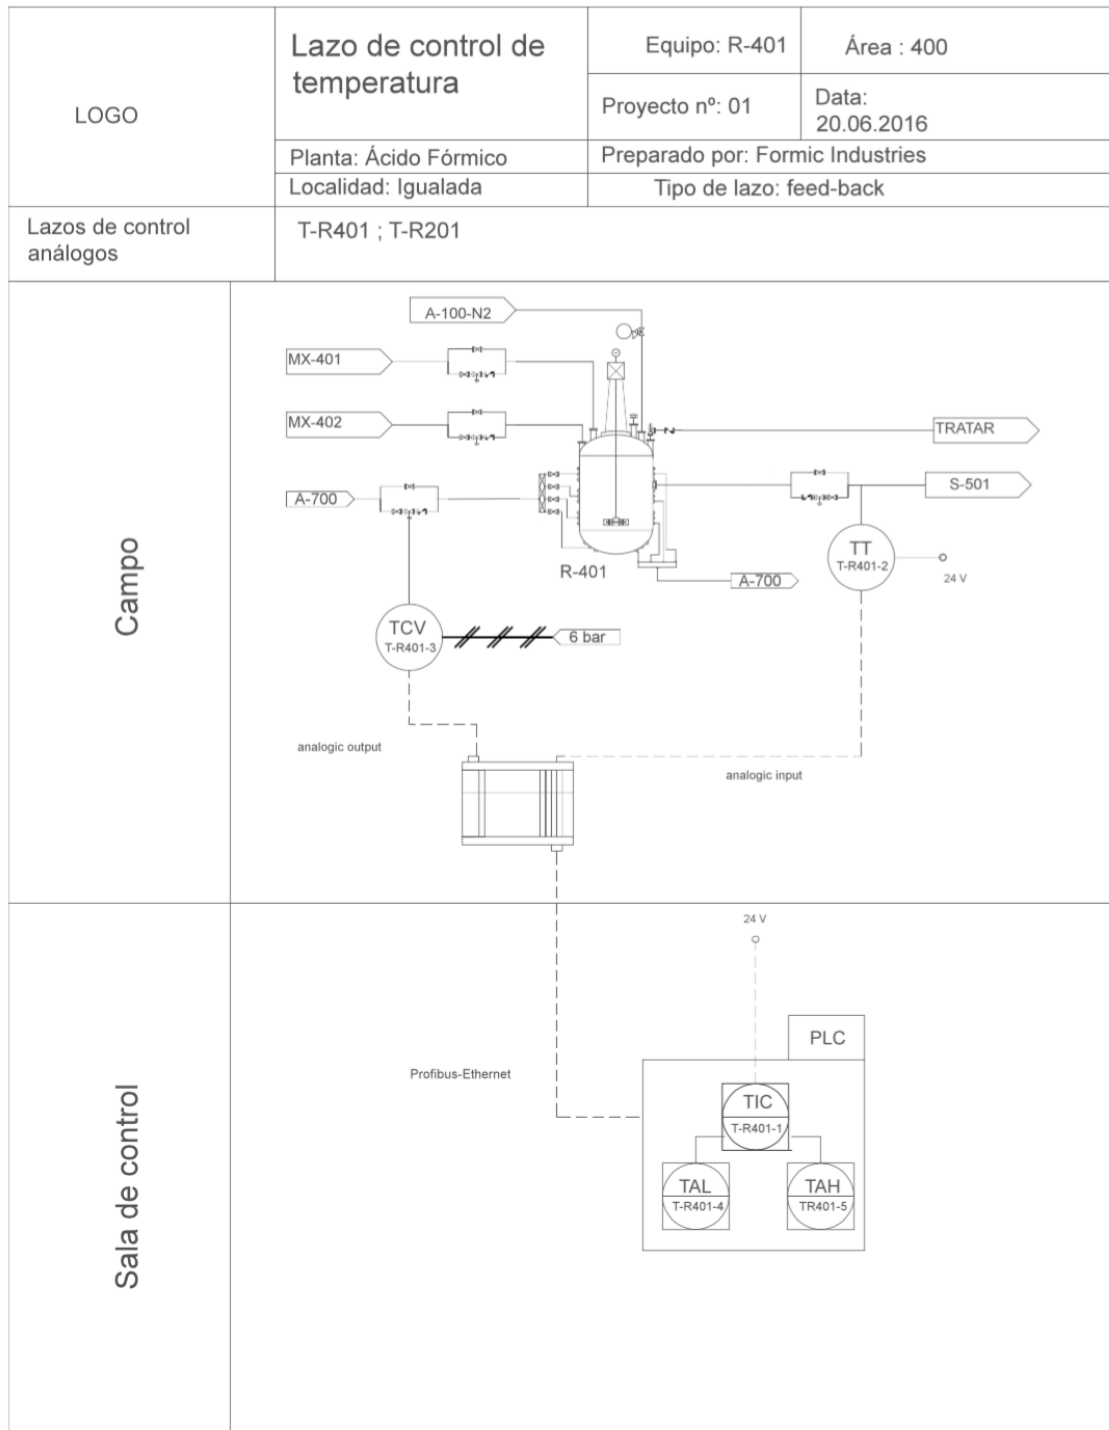 LOGO
Lazo de control de
temperatura
Equipo: R-401
Área : 400
Proyecto nº: 01
Data:
20.06.2016
Planta: Ácido Fórmico
Preparado por: Formic Industries
Localidad: Igualada
Tipo de lazo: feed-back
Lazos de control
análogos
T-R401 ; T-R201
Campo
A-100-N2
MX-401
MX-402
TRATAR
A-700
S-501
R-401
A-700
TT
T-R401-2
24 V
TCV
T-R401-3
6 bar
analogic output
analogic input
Sala de control
24 V
PLC
Profibus-Ethernet
TIC
T-R401-1
TAL
T-R401-4
TAH
TR401-5